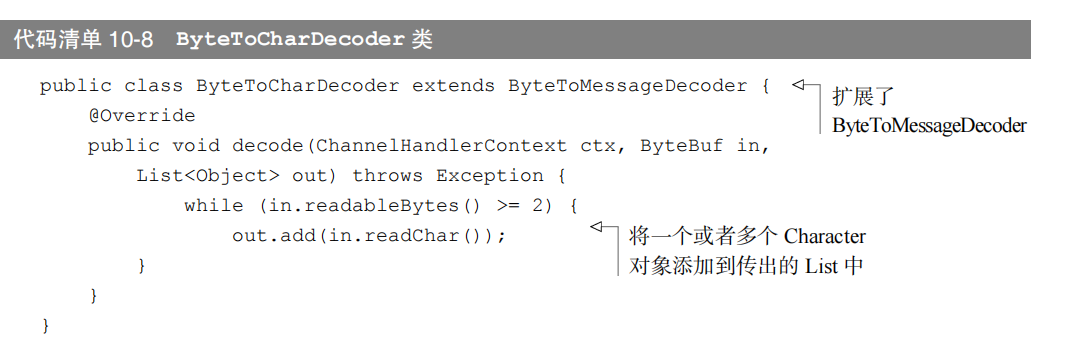 代码清单 10-8 ByteToCharDecoder 类
public class ByteToCharDecoder extends ByteToMessageDecoder {
扩展了
ByteToMessageDecoder
@Override
public void decode(ChannelHandlerContext ctx, ByteBuf in,
List<Object> out) throws Exception {
while (in.readableBytes() >= 2) {
out.add(in.readChar());
将一个或者多个 Character
对象添加到传出的 List 中
}
}
}